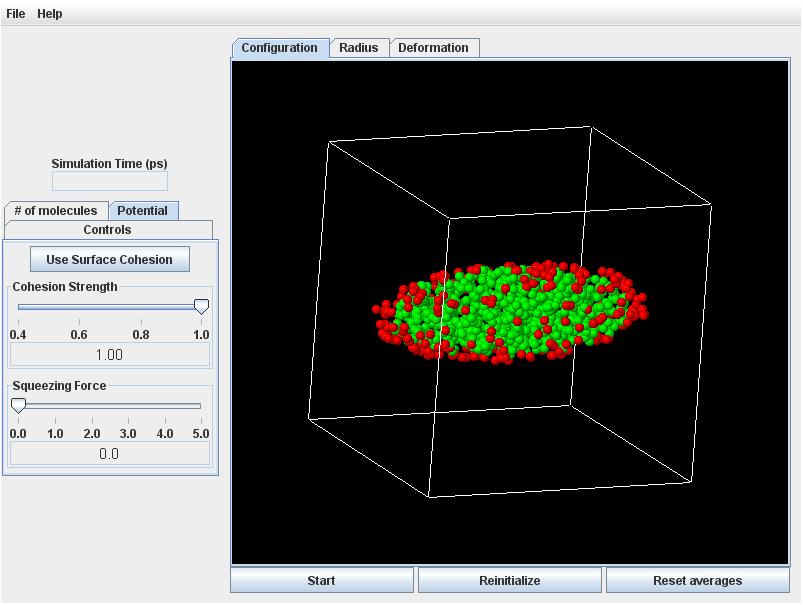 File Help
Configuration Radius Deformation
Simulation Time (ps)
# of molecules Potential
Controls
Use Surface Cohesion
Cohesion Strength
0.4 0.6 0.8 1.0
1.00
Squeezing Force
0.0 1.0 2.0 3.0 4.0 5.0
0.0
Start Reinitialize Reset averages